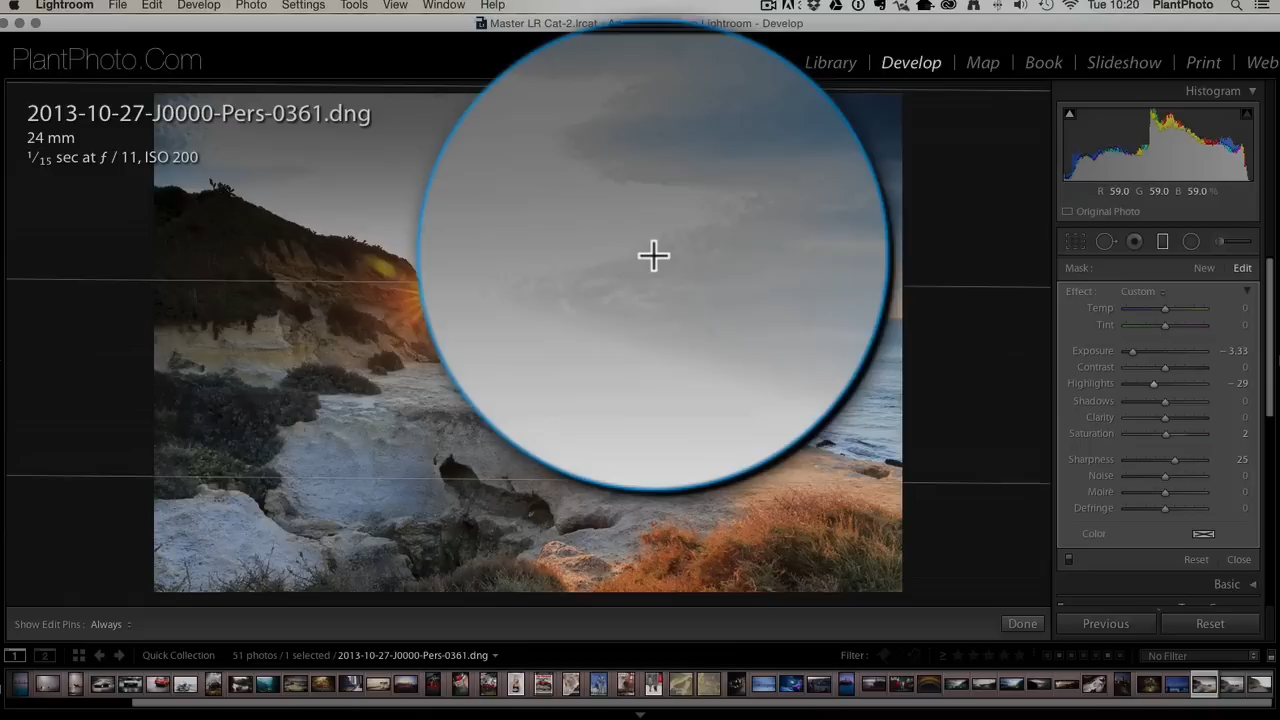 Lightroom File Edit Develop Photo Settings Tools View Window Help Tue 10:20 PlantPhoto
Master LR Cat-2.lrcat - Lightroom - Develop
PlantPhoto.Com
Library | Develop | Map | Book | Slideshow | Print | Web
2013-10-27-J0000-Pers-0361.dng
24 mm
1/15 sec at ƒ / 11, ISO 200
Histogram
R 59.0 G 59.0 B 59.0 %
Original Photo
Mask : New Edit
Effect : Custom
Temp 0
Tint 0
Exposure − 3.33
Contrast 0
Highlights − 29
Shadows 0
Clarity 0
Saturation 2
Sharpness 25
Noise 0
Moire 0
Defringe 0
Color
Reset Close
Basic
Show Edit Pins : Always Done Previous Reset
1 2 Quick Collection 51 photos / 1 selected / 2013-10-27-J0000-Pers-0361.dng Filter : No Filter